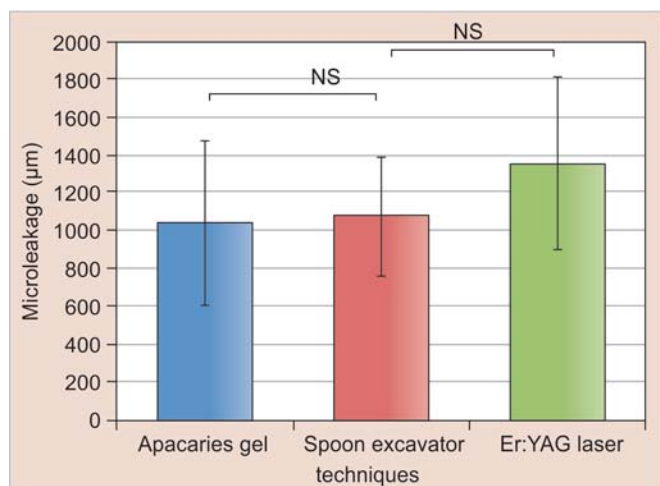 2000
1800
1600
1400
1200
1000
800
600
400
200
0
Microleakage (µm)
NS
NS
Apacaries gel
Spoon excavator
Er:YAG laser
techniques